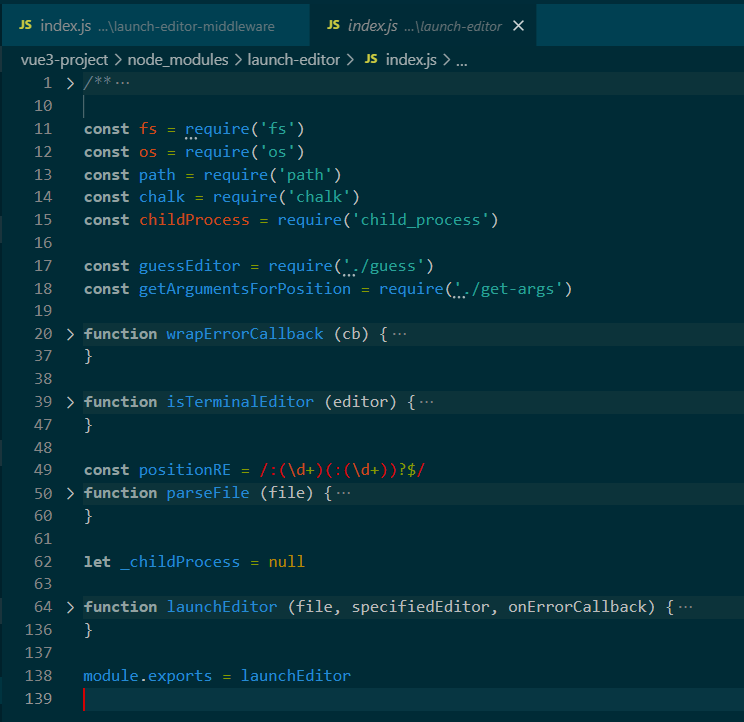 JS index.js ...\launch-editor-middleware JS index.js ...\launch-editor ×
vue3-project > node_modules > launch-editor > JS index.js > ...
1 > /** ...
10
11 const fs = require('fs')
12 const os = require('os')
13 const path = require('path')
14 const chalk = require('chalk')
15 const childProcess = require('child_process')
16
17 const guessEditor = require('./guess')
18 const getArgumentsForPosition = require('./get-args')
19
20 > function wrapErrorCallback (cb) { ...
37 }
38
39 > function isTerminalEditor (editor) { ...
47 }
48
49 const positionRE = /:(\d+)(:(\d+))?$/
50 > function parseFile (file) { ...
60 }
61
62 let _childProcess = null
63
64 > function launchEditor (file, specifiedEditor, onErrorCallback) { ...
136 }
137
138 module.exports = launchEditor
139